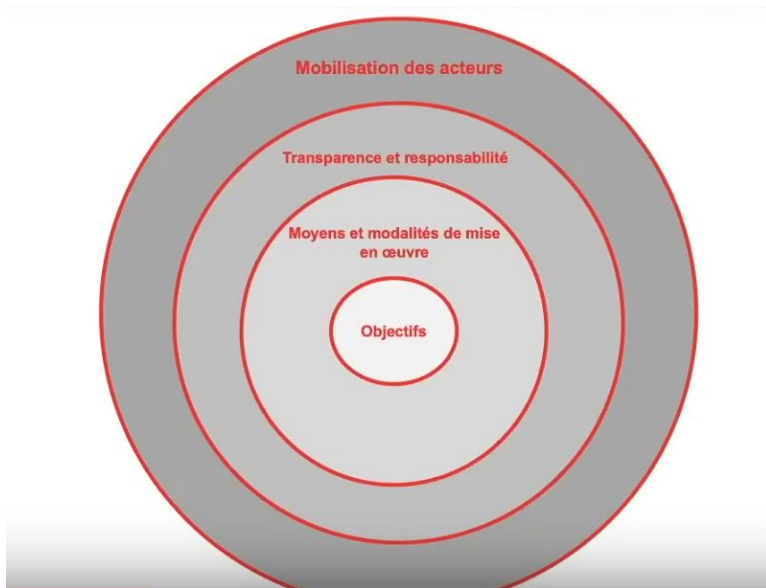 Mobilisation des acteurs
Transparence et responsabilité
Moyens et modalités de mise
en œuvre
Objectifs